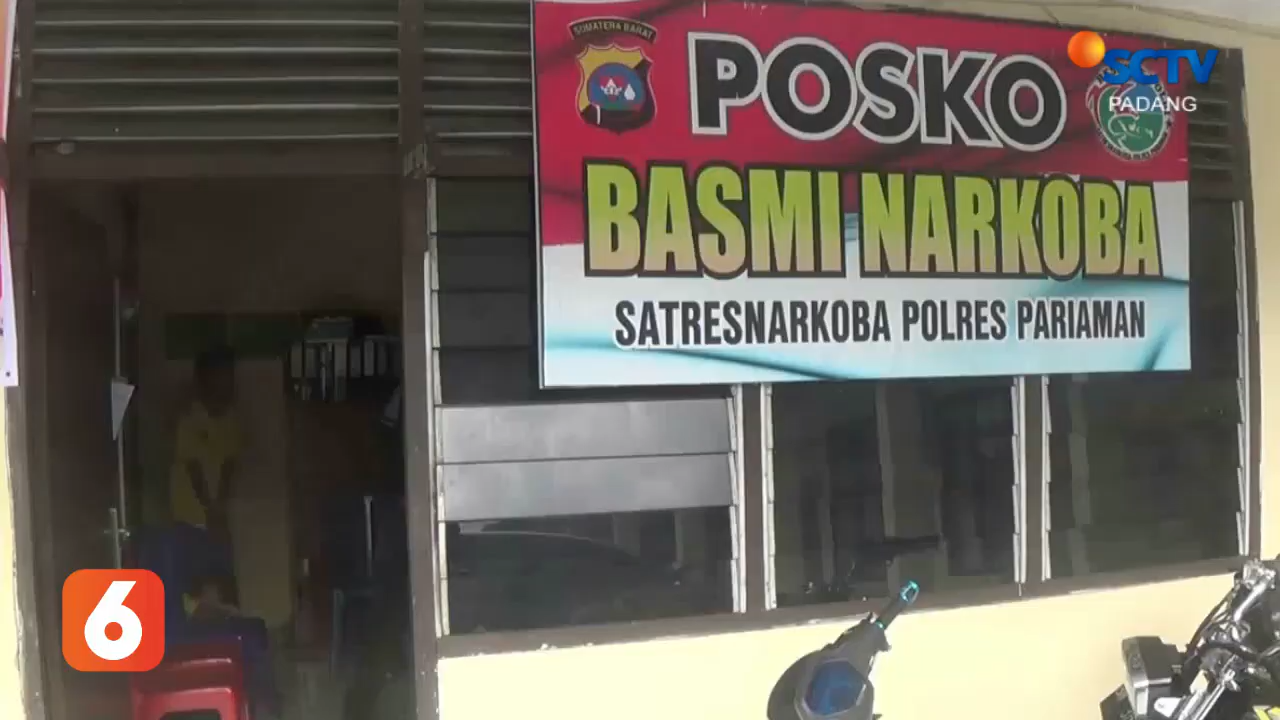 SUMATERA BARAT
POSKO
BASMI NARKOBA
SATRESNARKOBA POLRES PARIAMAN
SCTV
PADANG
6